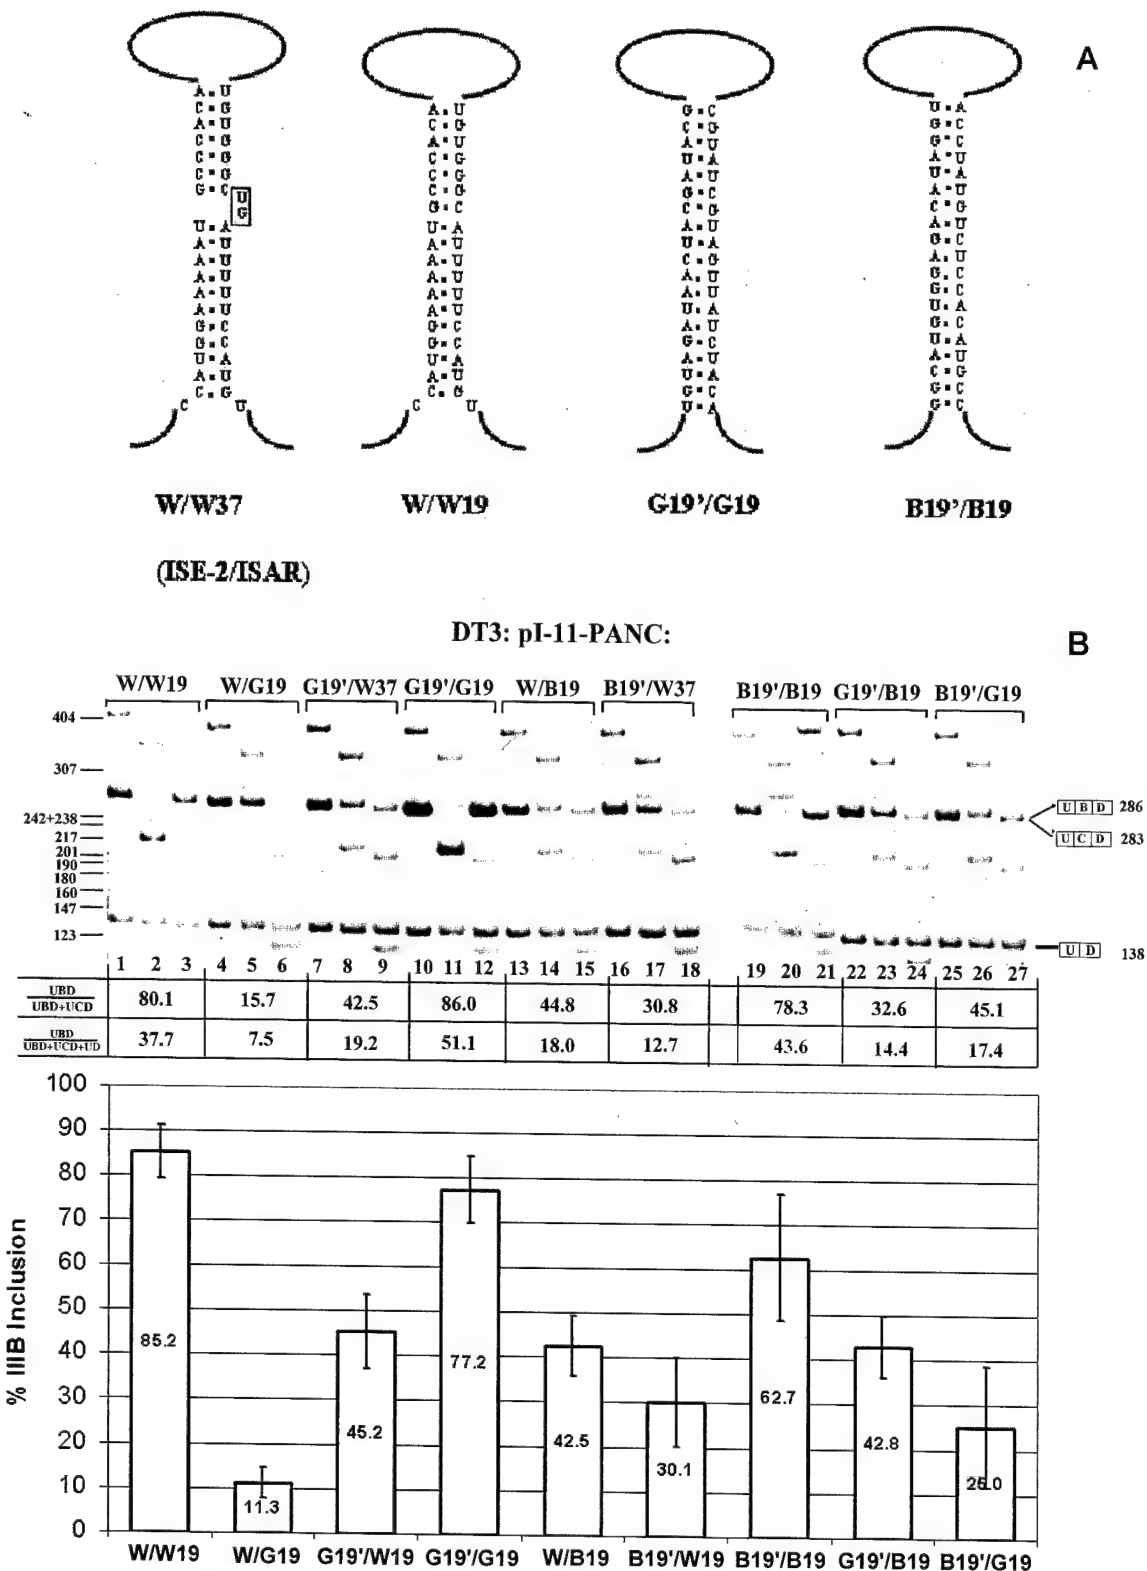 A
A C A C C C G U A A A A G G U A C C
U G U G G G C A U U U U C C A U G U
U
G
A C A C C C G U A A A A G G U A C C
U G U G G G C A U U U U C C A U G U
G C A U A G C A U C A A U A G A U G U
C G U A U C G U A G U U A U C U A C A
U G G A U A C A G A G G U G U A C G G
A C C U A U G U C U C C A C A U G C C
W/W37 W/W19 G19'/G19 B19'/B19
(ISE-2/ISAR)
DT3: pI-11-PANC:
B
W/W19 W/G19 G19'/W37 G19'/G19 W/B19 B19'/W37 B19'/B19 G19'/B19 B19'/G19
404
307
242+238
217
201
190
180
160
147
123
U B D 286
U C D 283
U D 138
1 2 3 4 5 6 7 8 9 10 11 12 13 14 15 16 17 18 19 20 21 22 23 24 25 26 27
UBD
UBD+UCD
80.1 15.7 42.5 86.0 44.8 30.8 78.3 32.6 45.1
UBD
UBD+UCD+UD
37.7 7.5 19.2 51.1 18.0 12.7 43.6 14.4 17.4
% IIIB Inclusion
100
90
80
70
60
50
40
30
20
10
0
85.2 11.3 45.2 77.2 42.5 30.1 62.7 42.8 25.0
W/W19 W/G19 G19'/W19 G19'/G19 W/B19 B19'/W19 B19'/B19 G19'/B19 B19'/G19